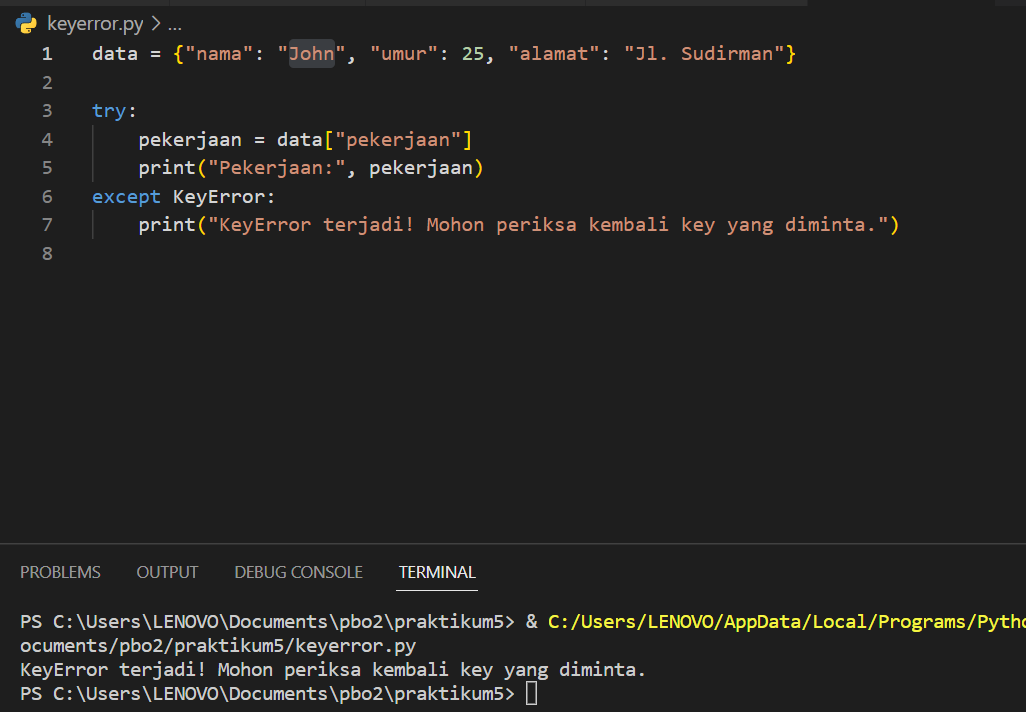 keyerror.py > ...
1 data = {"nama": "John", "umur": 25, "alamat": "Jl. Sudirman"}
2
3 try:
4     pekerjaan = data["pekerjaan"]
5     print("Pekerjaan:", pekerjaan)
6 except KeyError:
7     print("KeyError terjadi! Mohon periksa kembali key yang diminta.")
8
PROBLEMS OUTPUT DEBUG CONSOLE TERMINAL
PS C:\Users\LENOVO\Documents\pbo2\praktikum5> & C:/Users/LENOVO/AppData/Local/Programs/Pytho
ocuments/pbo2/praktikum5/keyerror.py
KeyError terjadi! Mohon periksa kembali key yang diminta.
PS C:\Users\LENOVO\Documents\pbo2\praktikum5>